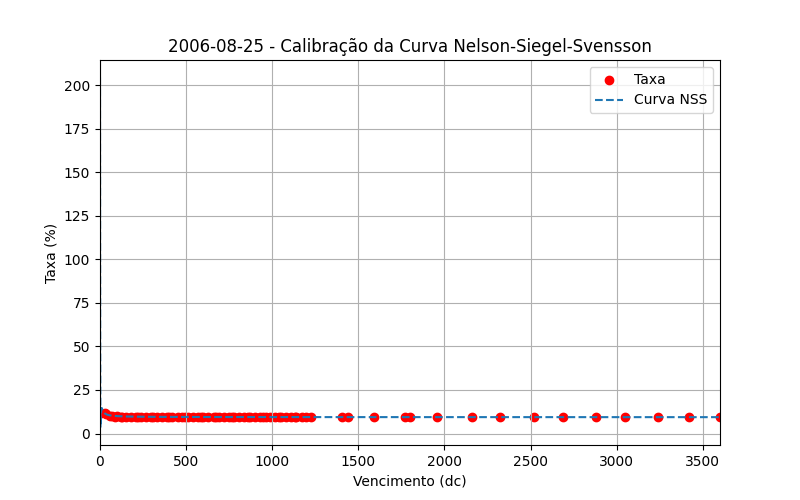 2006-08-25 - Calibração da Curva Nelson-Siegel-Svensson
Taxa
Curva NSS
Taxa (%)
200
175
150
125
100
75
50
25
0
0 500 1000 1500 2000 2500 3000 3500
Vencimento (dc)